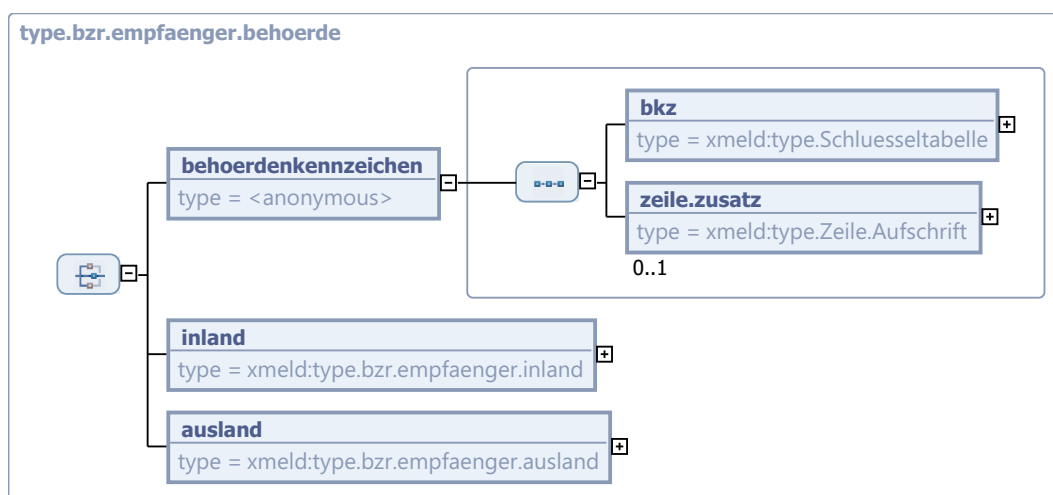 type.bzr.empfaenger.behoerde
bkz
type = xmeld:type.Schluesseltabelle
behoerdenkennzeichen
type = <anonymous>
zeile.zusatz
type = xmeld:type.Zeile.Aufschrift
0..1
inland
type = xmeld:type.bzr.empfaenger.inland
ausland
type = xmeld:type.bzr.empfaenger.ausland